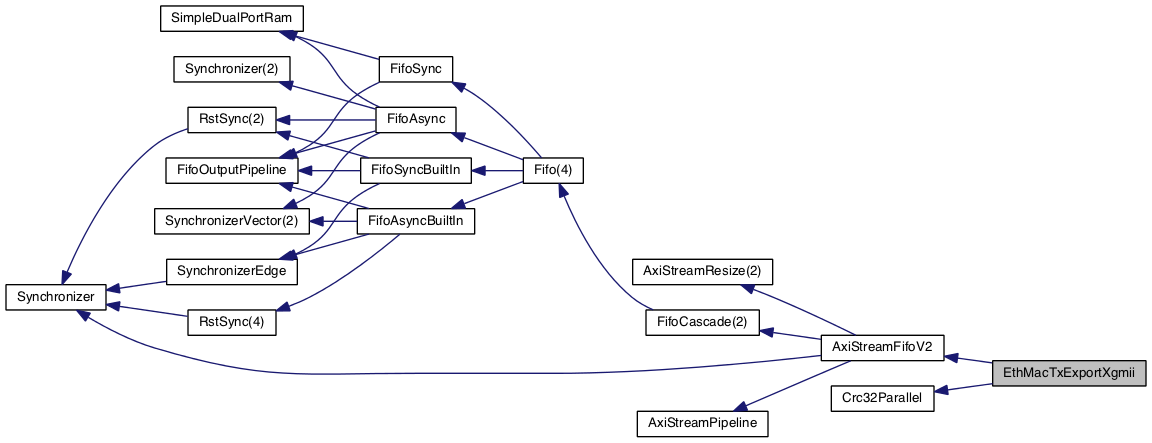 SimpleDualPortRam
Synchronizer(2)
FifoSync
RstSync(2)
FifoAsync
FifoOutputPipeline
FifoSyncBuiltIn
Fifo(4)
SynchronizerVector(2)
FifoAsyncBuiltIn
SynchronizerEdge
AxiStreamResize(2)
Synchronizer
RstSync(4)
FifoCascade(2)
AxiStreamFifoV2
EthMacTxExportXgmii
Crc32Parallel
AxiStreamPipeline